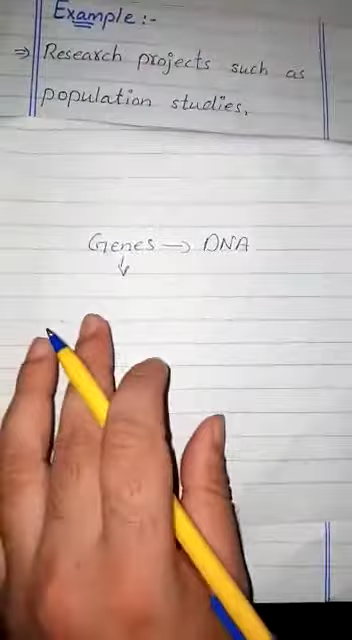 Example :-
⇒ Research projects such as
population studies.
Genes → DNA
↓